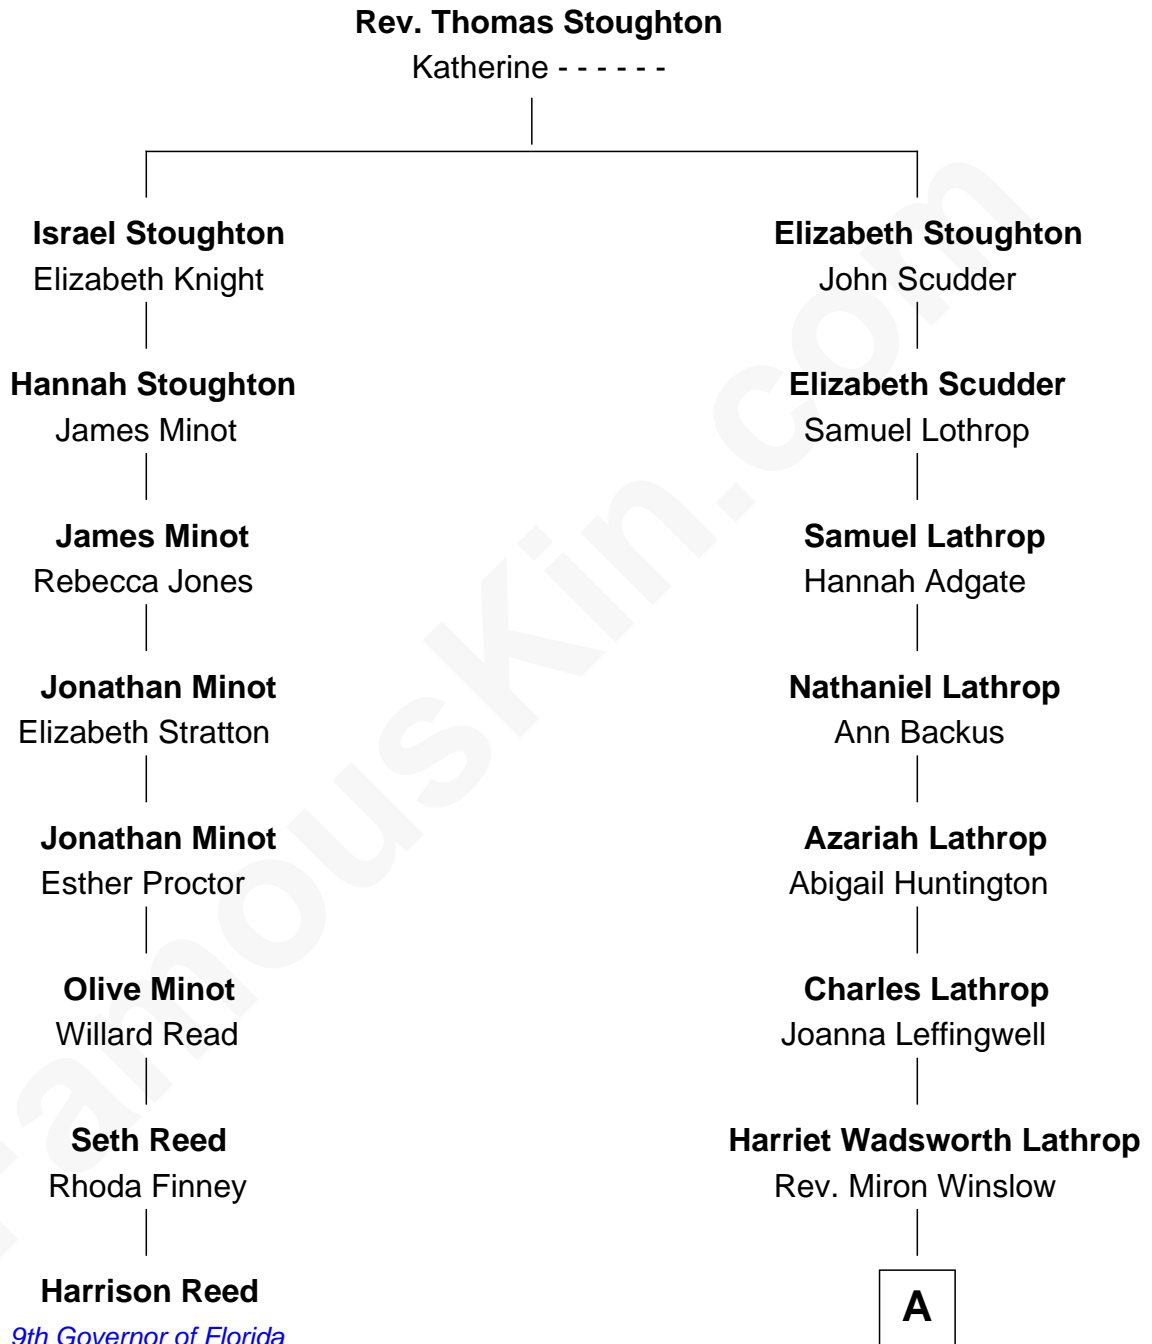 Rev. Thomas Stoughton
Katherine - - - - - -
Israel Stoughton
Elizabeth Knight
Elizabeth Stoughton
John Scudder
Hannah Stoughton
James Minot
Elizabeth Scudder
Samuel Lothrop
James Minot
Rebecca Jones
Samuel Lathrop
Hannah Adgate
Jonathan Minot
Elizabeth Stratton
Nathaniel Lathrop
Ann Backus
Jonathan Minot
Esther Proctor
Azariah Lathrop
Abigail Huntington
Olive Minot
Willard Read
Charles Lathrop
Joanna Leffingwell
Seth Reed
Rhoda Finney
Harriet Wadsworth Lathrop
Rev. Miron Winslow
Harrison Reed
9th Governor of Florida
A
FamousKin.com